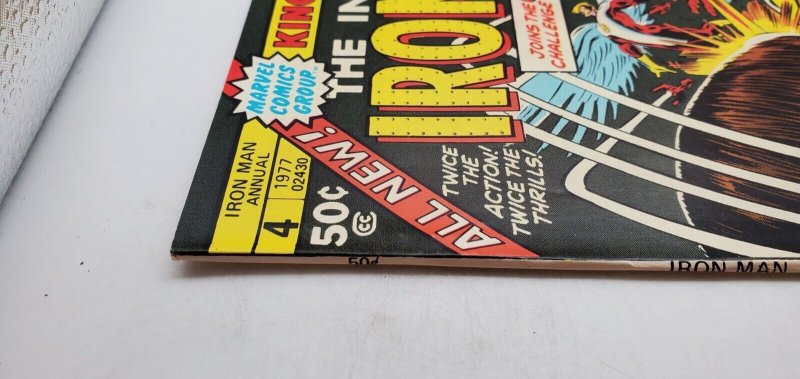 KING
MARVEL
COMICS
GROUP
THE IN
IRON
JOINS THE
CHALLENGE
IRON MAN
ANNUAL
4
1977
02430
50¢
CC
ALL NEW!
TWICE
THE
ACTION!
TWICE THE
THRILLS!
50¢
IRON MAN